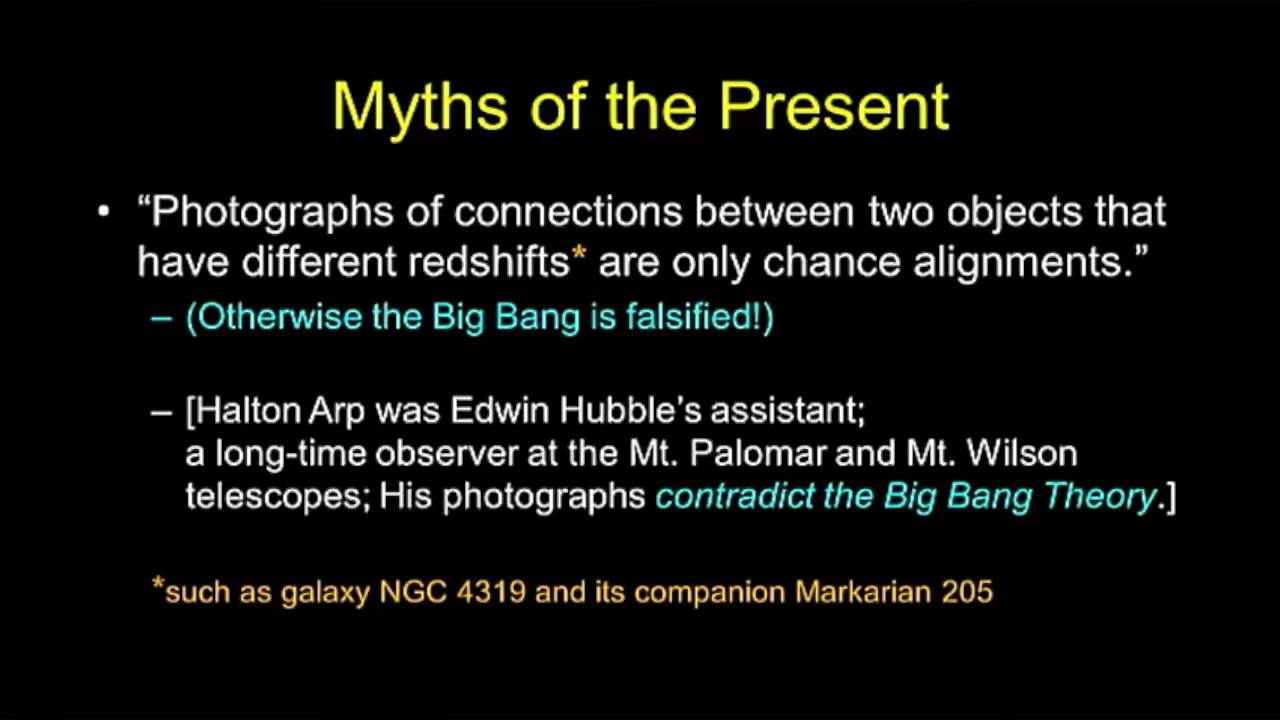 Myths of the Present
• “Photographs of connections between two objects that
have different redshifts* are only chance alignments.”
– (Otherwise the Big Bang is falsified!)
– [Halton Arp was Edwin Hubble’s assistant;
a long-time observer at the Mt. Palomar and Mt. Wilson
telescopes; His photographs contradict the Big Bang Theory.]
*such as galaxy NGC 4319 and its companion Markarian 205